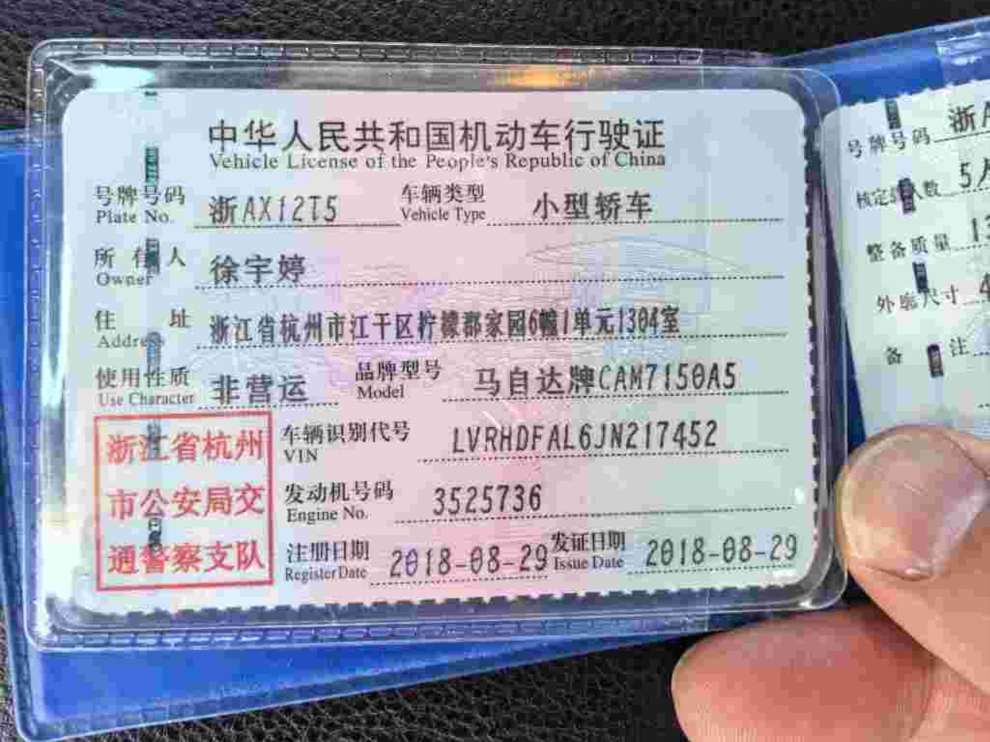 中华人民共和国机动车行驶证
Vehicle License of the People's Republic of China
号牌号码 浙AX12T5 车辆类型 小型轿车
Plate No. Vehicle Type
所有人 徐宇婷
Owner
住址 浙江省杭州市江干区柠檬郡家园6幢1单元1304室
Address
使用性质 非营运 品牌型号 马自达牌CAM7150A5
Use Character Model
浙江省杭州
市公安局交
通警察支队
车辆识别代号 LVRHDFAL6JN217452
VIN
发动机号码 3525736
Engine No.
注册日期 2018-08-29 发证日期 2018-08-29
Register Date Issue Date
号牌号码 浙A
核定载人数 5人
整备质量 13
外廓尺寸 4
备注